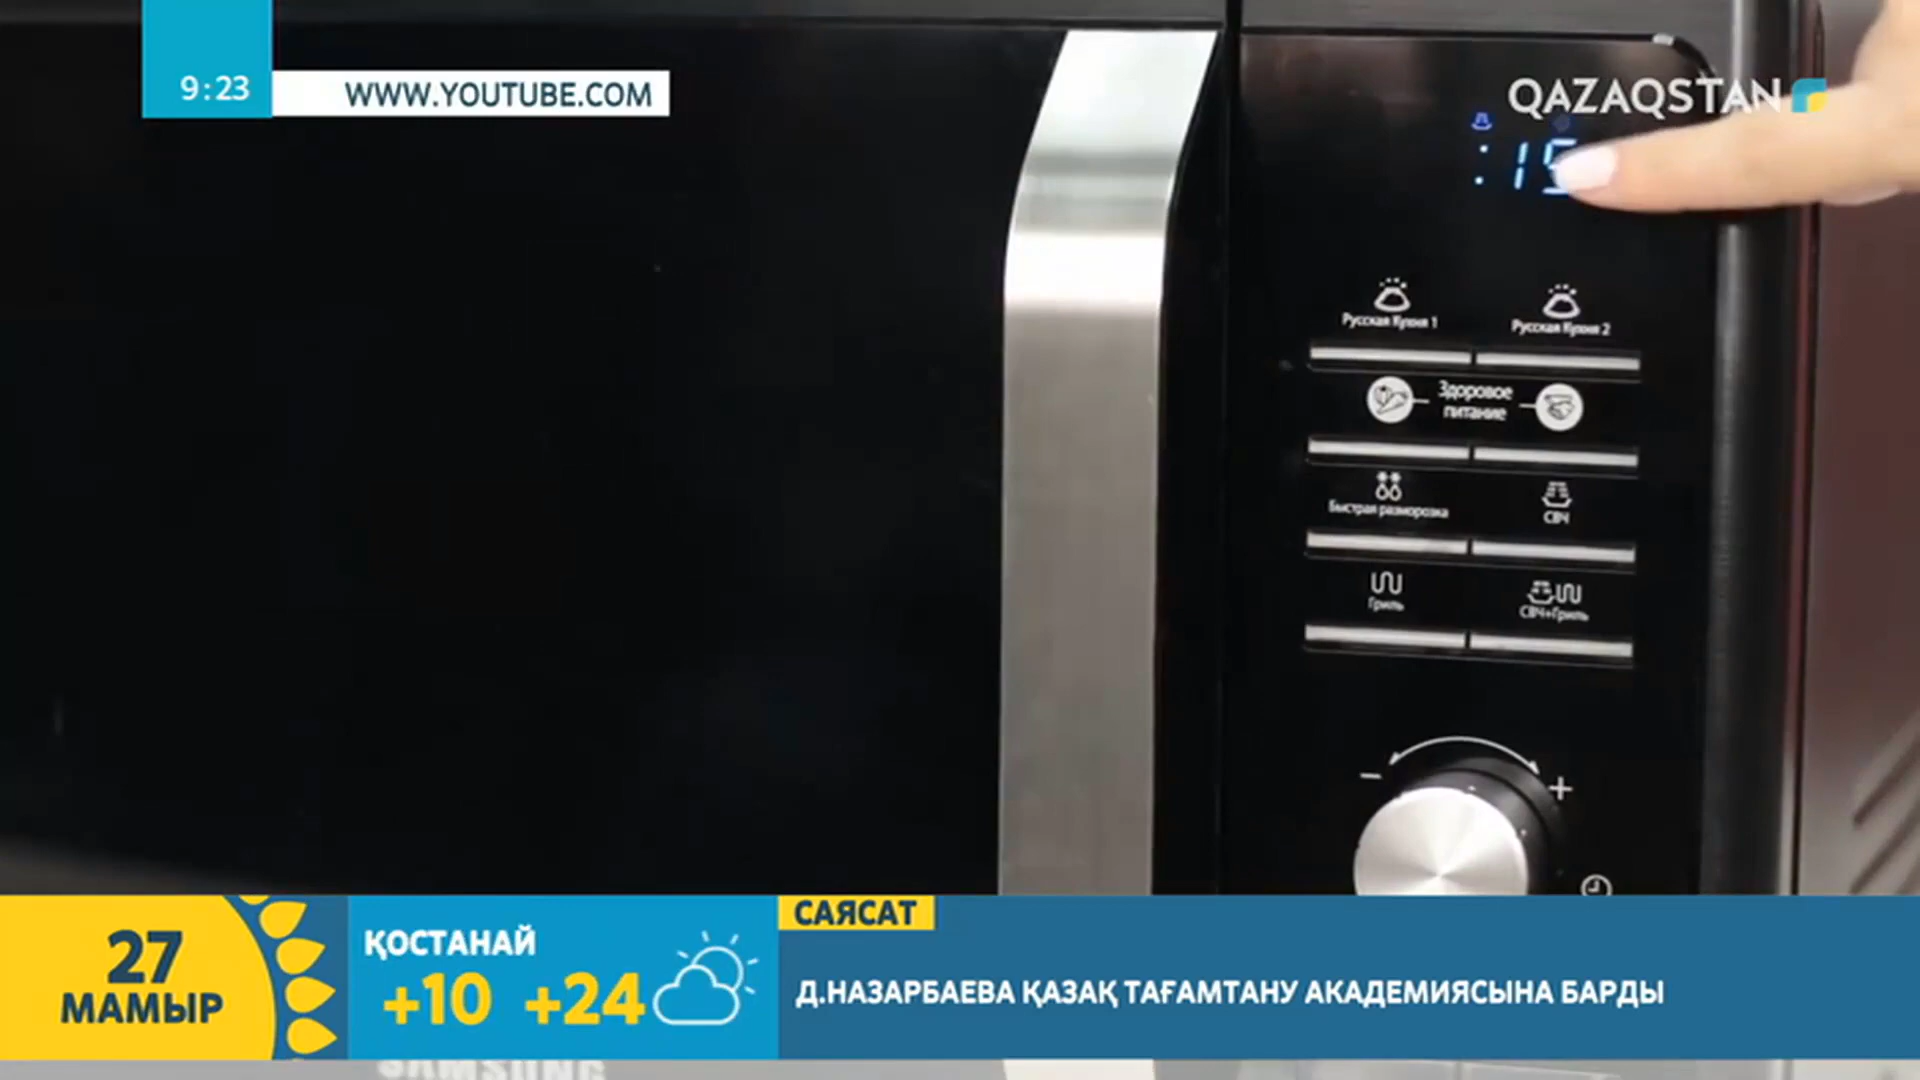 9:23
WWW.YOUTUBE.COM
QAZAQSTAN
:15
Русская Кухня 1
Русская Кухня 2
Здоровое
питание
Быстрая разморозка
СВЧ
Гриль
СВЧ+Гриль
− +
27
МАМЫР
ҚОСТАНАЙ
+10 +24
САЯСАТ
Д.НАЗАРБАЕВА ҚАЗАҚ ТАҒАМТАНУ АКАДЕМИЯСЫНА БАРДЫ
SAMSUNG